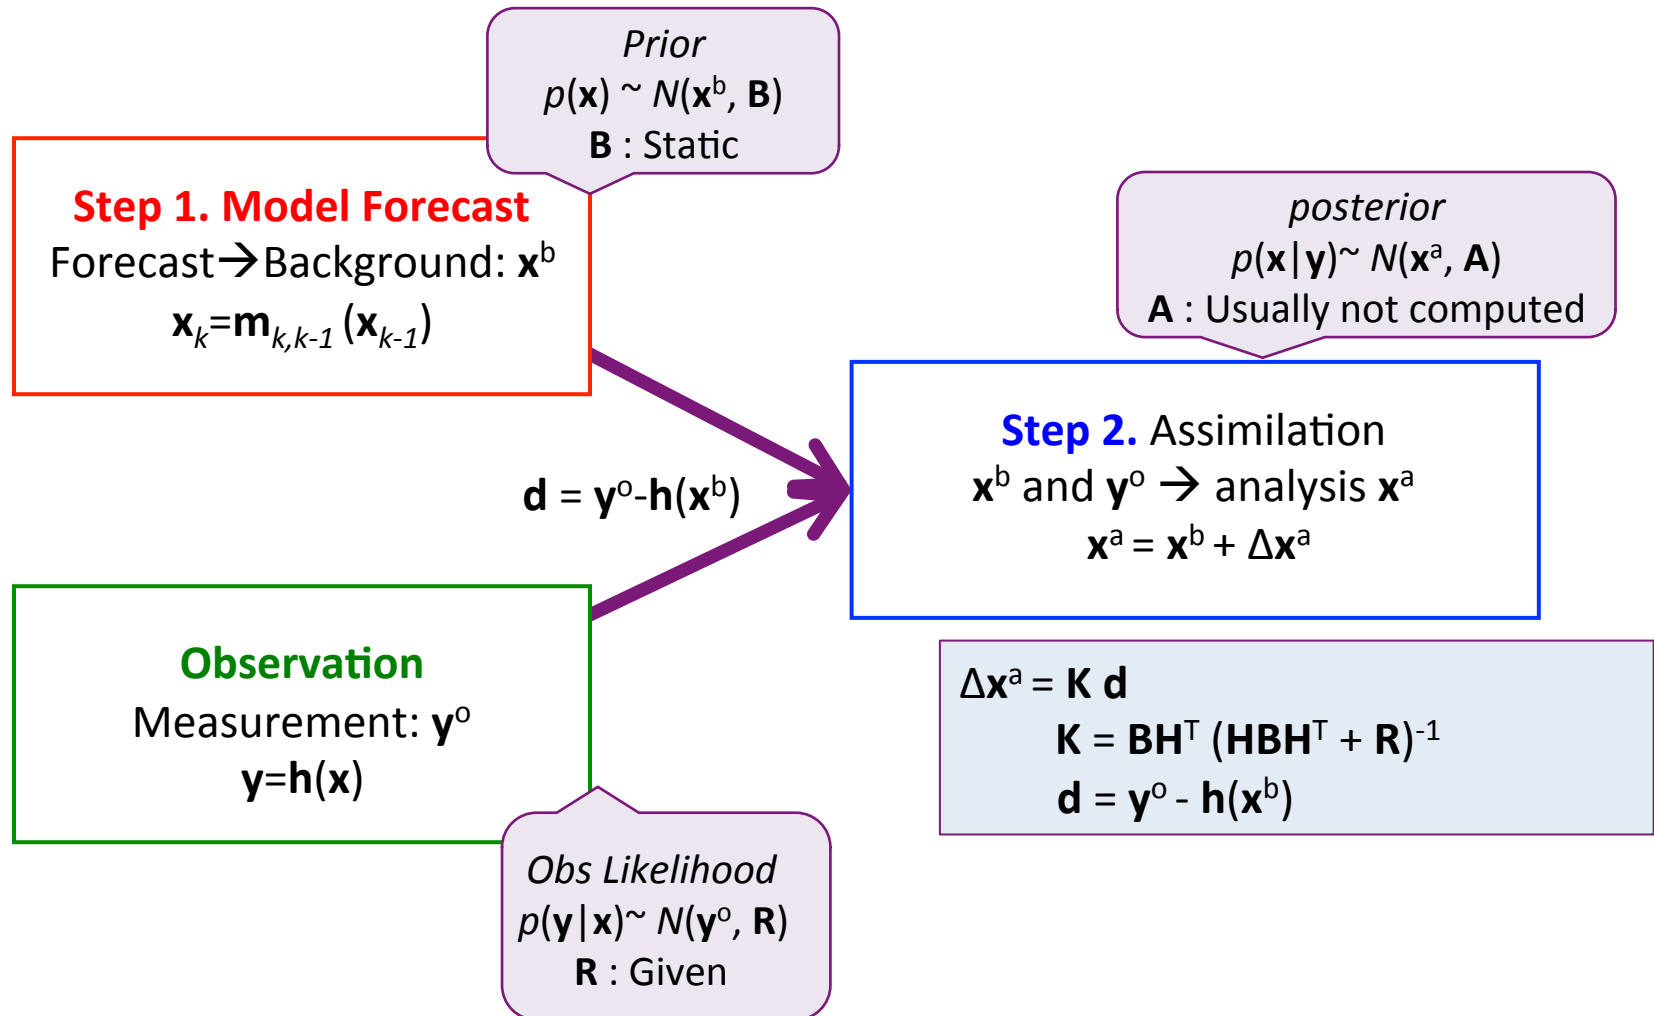 Prior
p(x) ~ N(xᵇ, B)
B : Static
Step 1. Model Forecast
Forecast→Background: xᵇ
xₖ=mₖ,ₖ₋₁ (xₖ₋₁)
posterior
p(x|y)~ N(xᵃ, A)
A : Usually not computed
d = yᵒ-h(xᵇ)
Step 2. Assimilation
xᵇ and yᵒ → analysis xᵃ
xᵃ = xᵇ + Δxᵃ
Observation
Measurement: yᵒ
y=h(x)
Δxᵃ = K d
K = BHᵀ (HBHᵀ + R)⁻¹
d = yᵒ - h(xᵇ)
Obs Likelihood
p(y|x)~ N(yᵒ, R)
R : Given